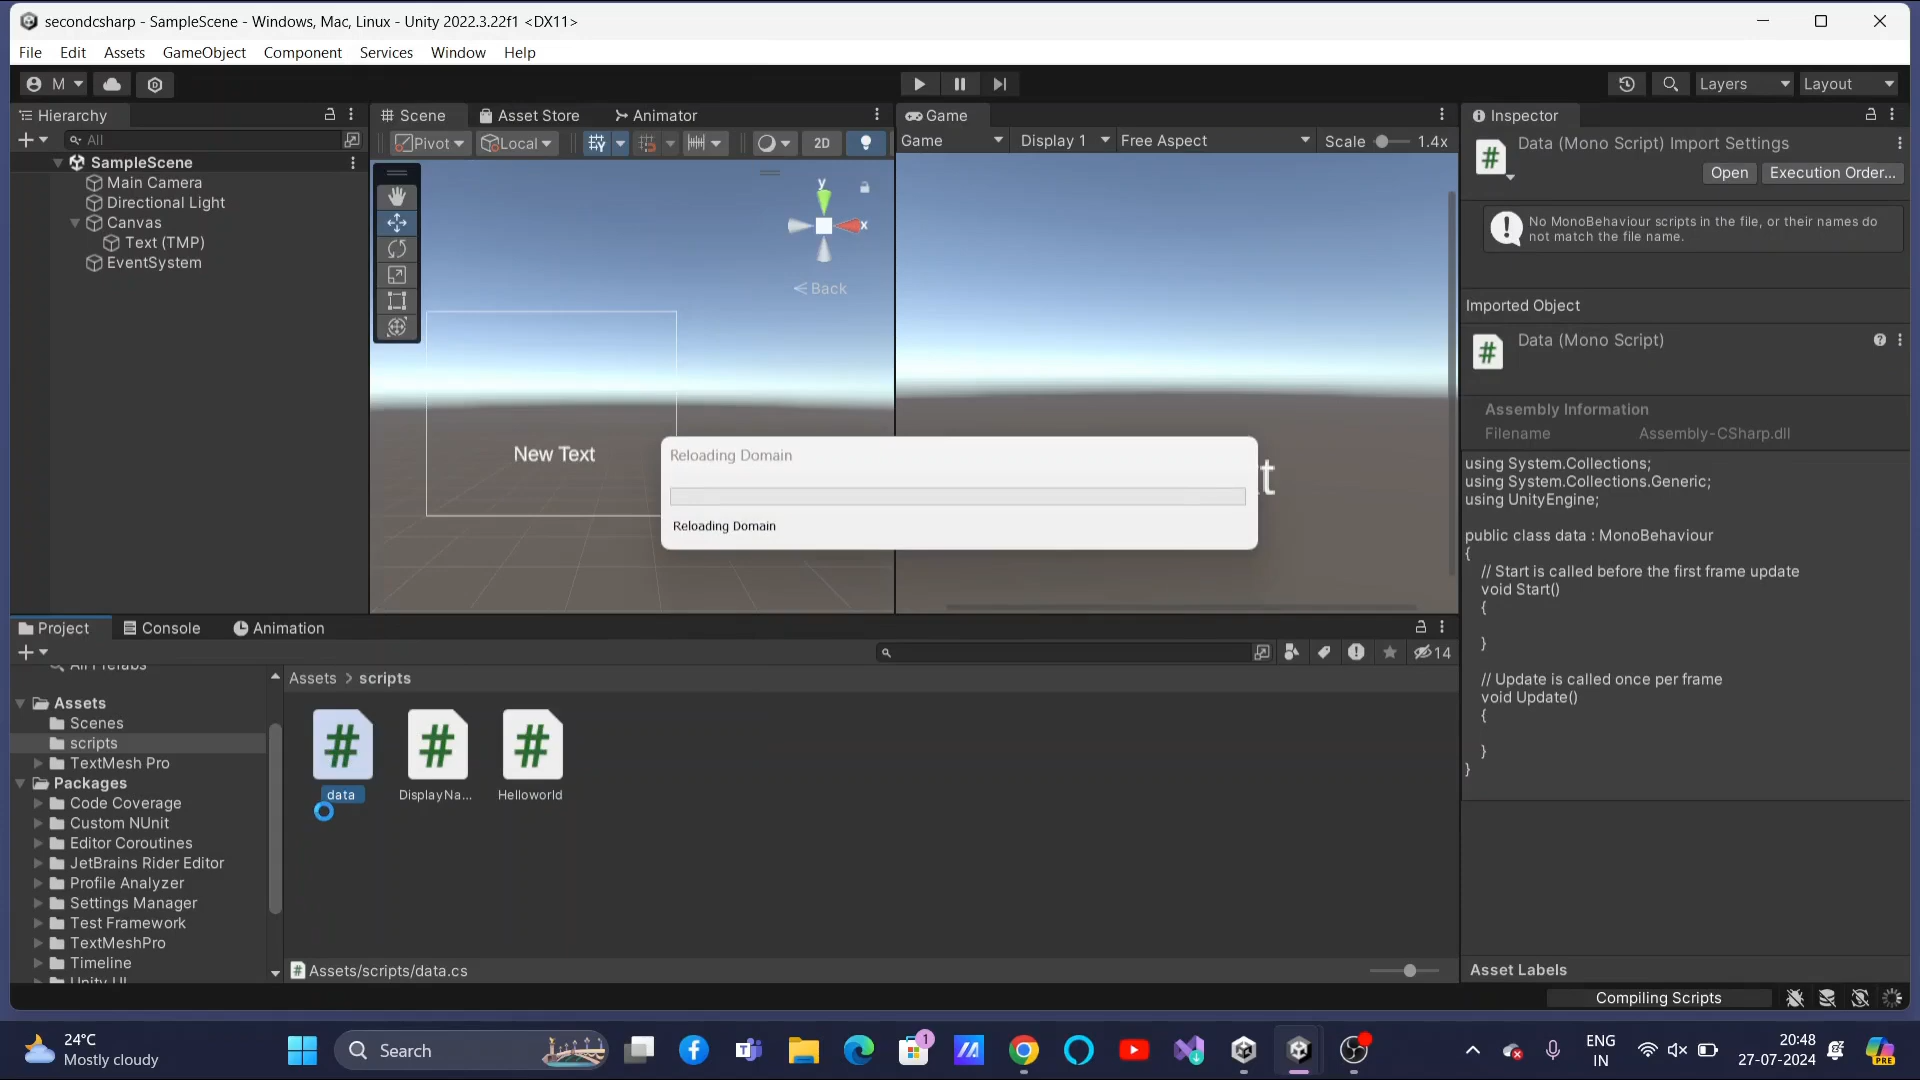 secondcsharp - SampleScene - Windows, Mac, Linux - Unity 2022.3.22f1 <DX11>
File Edit Assets GameObject Component Services Window Help
M Layers Layout
Hierarchy Scene Asset Store Animator Game Inspector
All Pivot Local 2D Game Display 1 Free Aspect Scale 1.4x
Data (Mono Script) Import Settings
Open Execution Order...
No MonoBehaviour scripts in the file, or their names do
not match the file name.
SampleScene
Main Camera
Directional Light
Canvas
Text (TMP)
EventSystem
y
x
Back
New Text
t
Reloading Domain
Reloading Domain
Imported Object
Data (Mono Script)
Assembly Information
Filename Assembly-CSharp.dll
using System.Collections;
using System.Collections.Generic;
using UnityEngine;
public class data : MonoBehaviour
{
// Start is called before the first frame update
void Start()
{
}
// Update is called once per frame
void Update()
{
}
}
Project Console Animation
14
All Prefabs
Assets
Scenes
scripts
TextMesh Pro
Packages
Code Coverage
Custom NUnit
Editor Coroutines
JetBrains Rider Editor
Profile Analyzer
Settings Manager
Test Framework
TextMeshPro
Timeline
Unity UI
Assets > scripts
data DisplayNa... Helloworld
Assets/scripts/data.cs
Asset Labels
Compiling Scripts
24°C
Mostly cloudy
Search
1
ENG
IN
20:48
27-07-2024
PRE